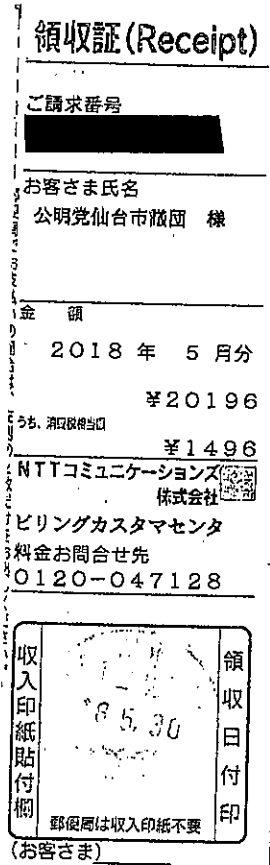 領収証(Receipt)
ご請求番号
お客さま氏名
公明党仙台市議団 様
金 額
2018 年 5 月分
¥20196
うち、消費税相当額
¥1496
NTTコミュニケーションズ
株式会社
ビリングカスタマセンタ
料金お問合せ先
0120-047128
収入印紙貼付欄
領収日付印
8.5.30
郵便局は収入印紙不要
(お客さま)